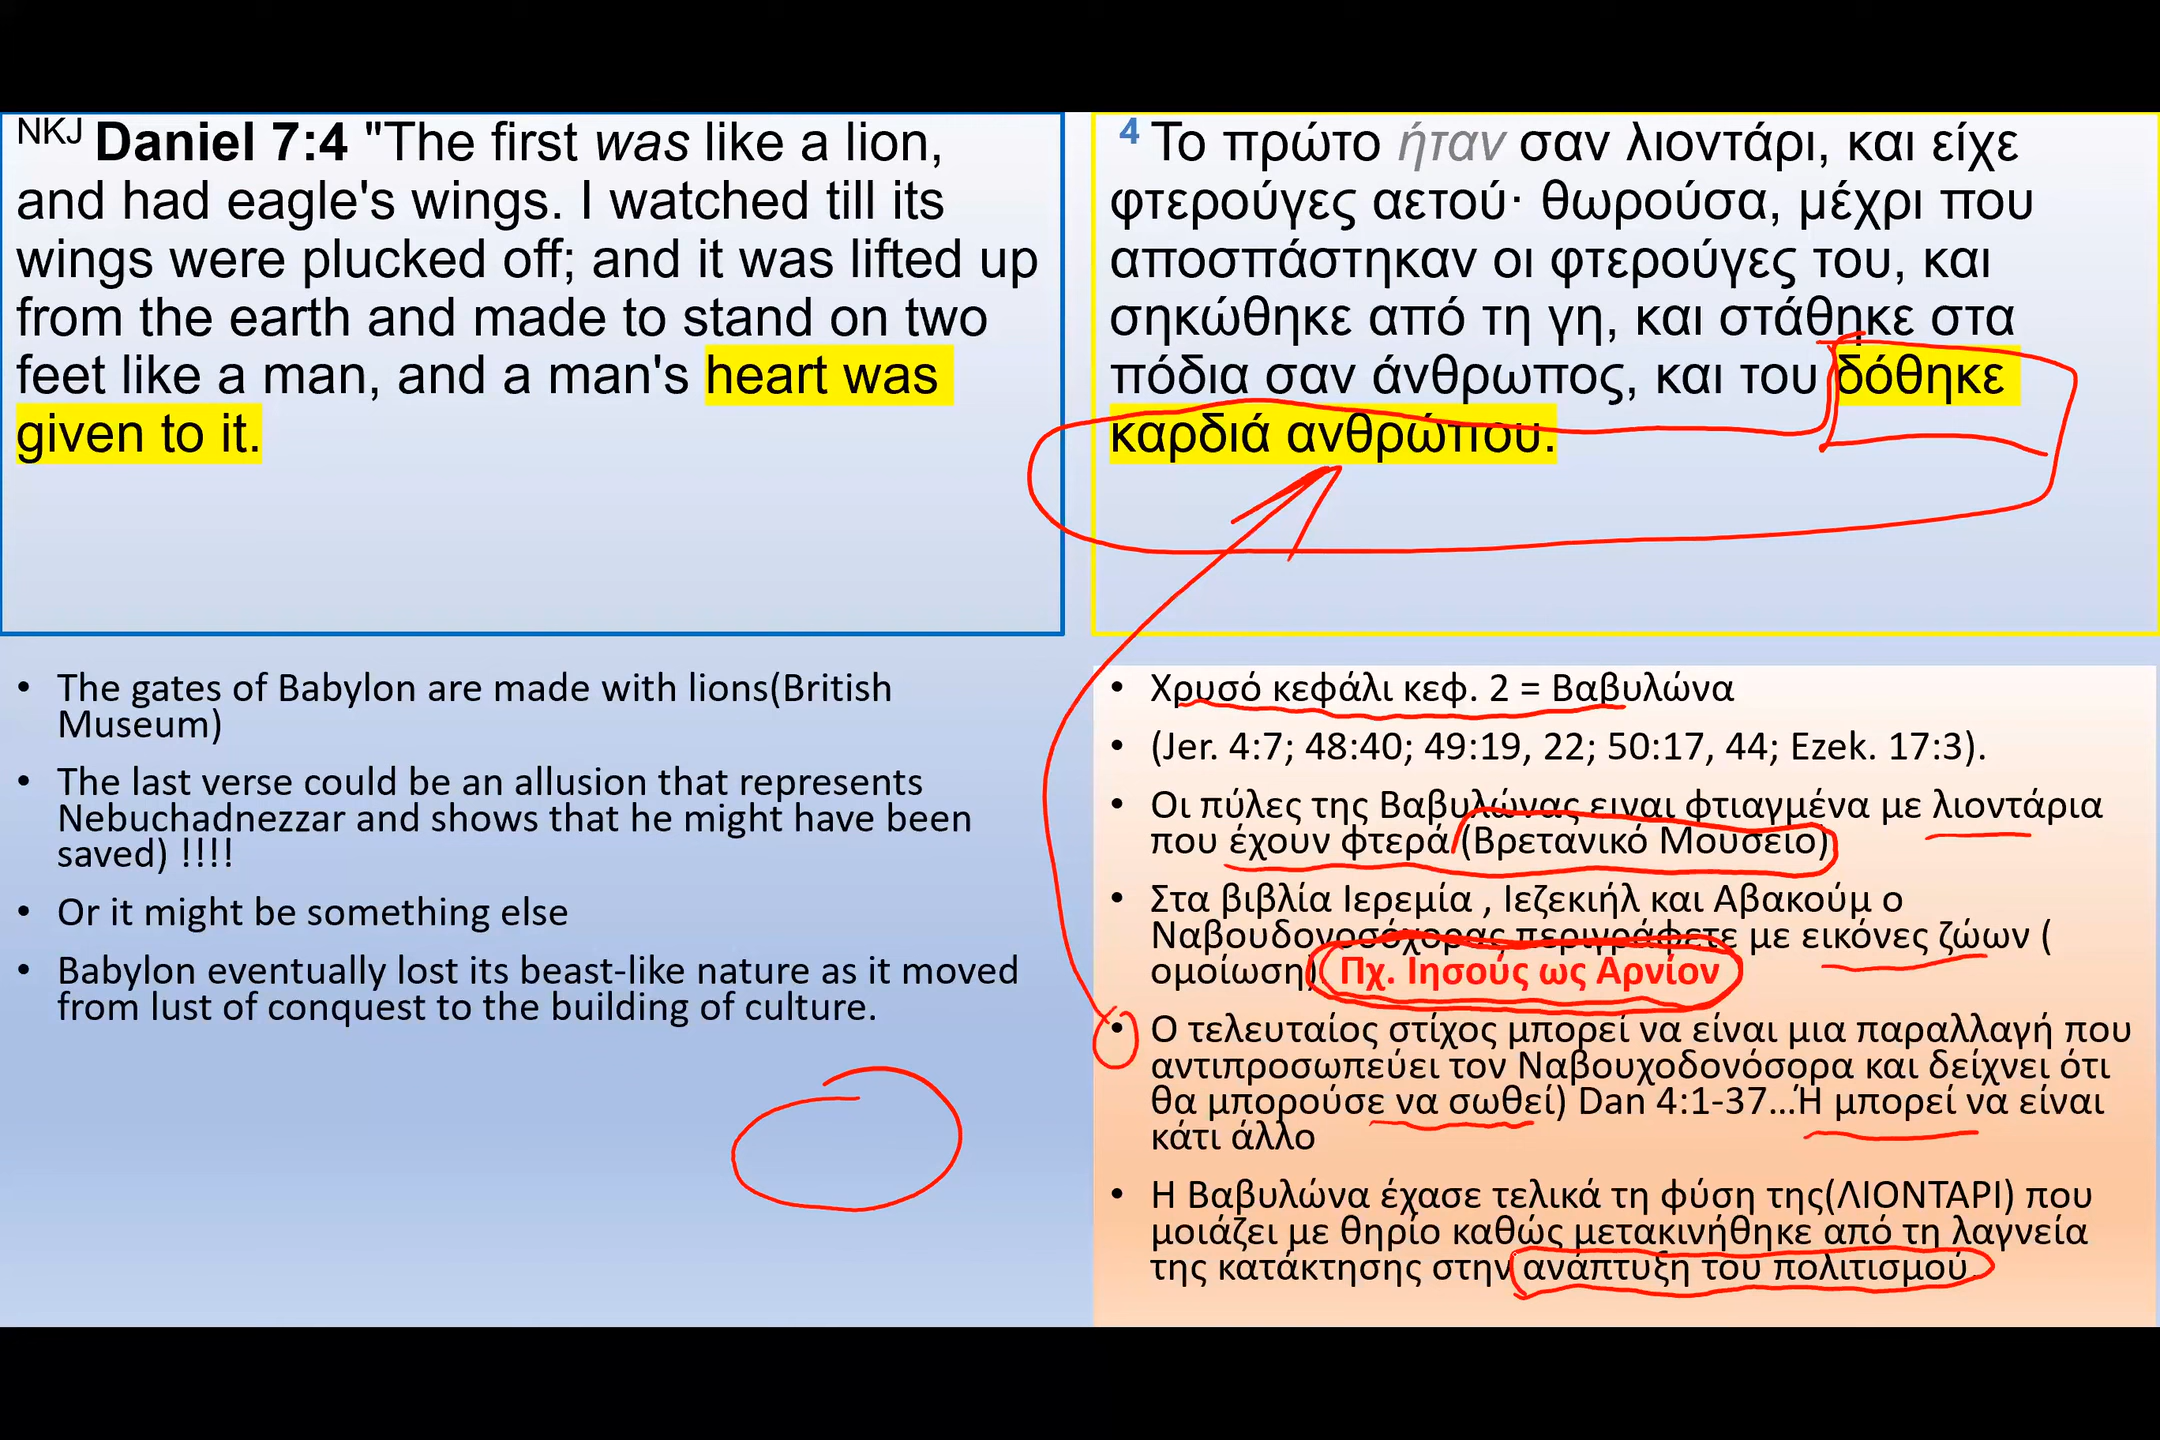 NKJ Daniel 7:4 "The first was like a lion,
and had eagle's wings. I watched till its
wings were plucked off; and it was lifted up
from the earth and made to stand on two
feet like a man, and a man's heart was
given to it.
4 Το πρώτο ήταν σαν λιοντάρι, και είχε
φτερούγες αετού· θωρούσα, μέχρι που
αποσπάστηκαν οι φτερούγες του, και
σηκώθηκε από τη γη, και στάθηκε στα
πόδια σαν άνθρωπος, και του δόθηκε
καρδιά ανθρώπου.
• The gates of Babylon are made with lions(British
Museum)
• The last verse could be an allusion that represents
Nebuchadnezzar and shows that he might have been
saved) !!!!
• Or it might be something else
• Babylon eventually lost its beast-like nature as it moved
from lust of conquest to the building of culture.
• Χρυσό κεφάλι κεφ. 2 = Βαβυλώνα
• (Jer. 4:7; 48:40; 49:19, 22; 50:17, 44; Ezek. 17:3).
• Οι πύλες της Βαβυλώνας ειναι φτιαγμένα με λιοντάρια
που έχουν φτερά (Βρετανικό Μουσείο)
• Στα βιβλία Ιερεμία , Ιεζεκιήλ και Αβακούμ ο
Ναβουδονοσόχορας περιγράφετε με εικόνες ζώων (
ομοίωση) Πχ. Ιησούς ως Αρνίον
• Ο τελευταίος στίχος μπορεί να είναι μια παραλλαγή που
αντιπροσωπεύει τον Ναβουχοδονόσορα και δείχνει ότι
θα μπορούσε να σωθεί) Dan 4:1-37...Ή μπορεί να είναι
κάτι άλλο
• Η Βαβυλώνα έχασε τελικά τη φύση της(ΛΙΟΝΤΑΡΙ) που
μοιάζει με θηρίο καθώς μετακινήθηκε από τη λαγνεία
της κατάκτησης στην ανάπτυξη του πολιτισμού.